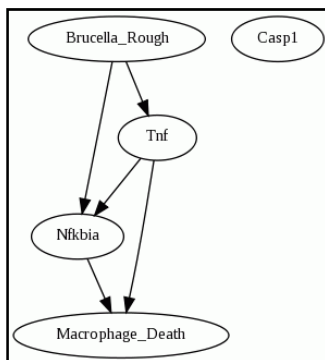 Brucella_Rough
Casp1
Tnf
Nfkbia
Macrophage_Death